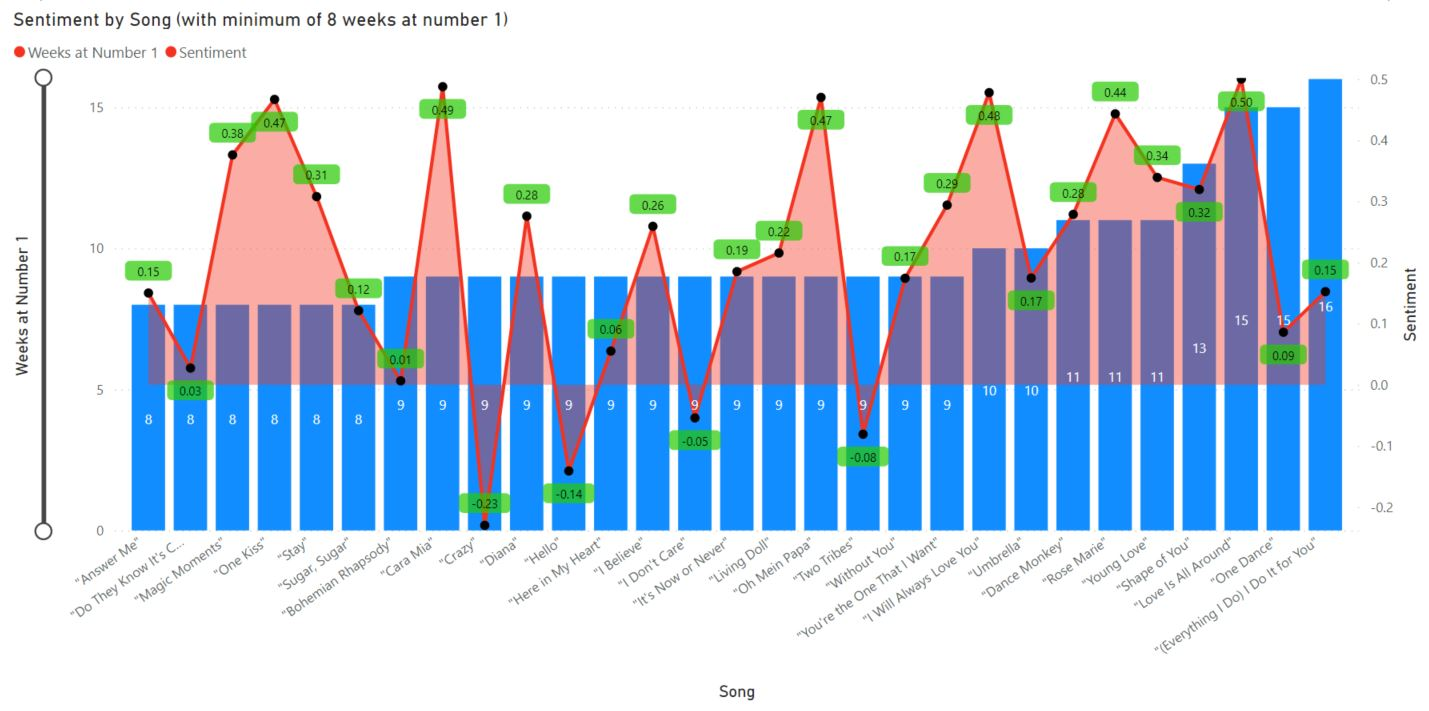 Sentiment by Song (with minimum of 8 weeks at number 1)
Weeks at Number 1 Sentiment
Weeks at Number 1
15
10
5
0
0.15
0.03
0.38
0.47
0.31
0.12
0.01
0.49
-0.23
0.28
-0.14
0.06
0.26
-0.05
0.19
0.22
0.47
-0.08
0.17
0.29
0.48
0.17
0.28
0.44
0.34
0.32
0.50
0.09
0.15
8 8 8 8 8 8 9 9 9 9 9 9 9 9 9 9 9 9 9 9 10 10 11 11 11 13 15 15 16
0.5
0.4
0.3
0.2
0.1
0.0
-0.1
-0.2
Sentiment
"Answer Me"
"Do They Know It's C...
"Magic Moments"
"One Kiss"
"Stay"
"Sugar, Sugar"
"Bohemian Rhapsody"
"Cara Mia"
"Crazy"
"Diana"
"Hello"
"Here in My Heart"
"I Believe"
"I Don't Care"
"It's Now or Never"
"Living Doll"
"Oh Mein Papa"
"Two Tribes"
"Without You"
"You're the One That I Want"
"I Will Always Love You"
"Umbrella"
"Dance Monkey"
"Rose Marie"
"Young Love"
"Shape of You"
"Love Is All Around"
"One Dance"
"(Everything I Do) I Do It for You"
Song